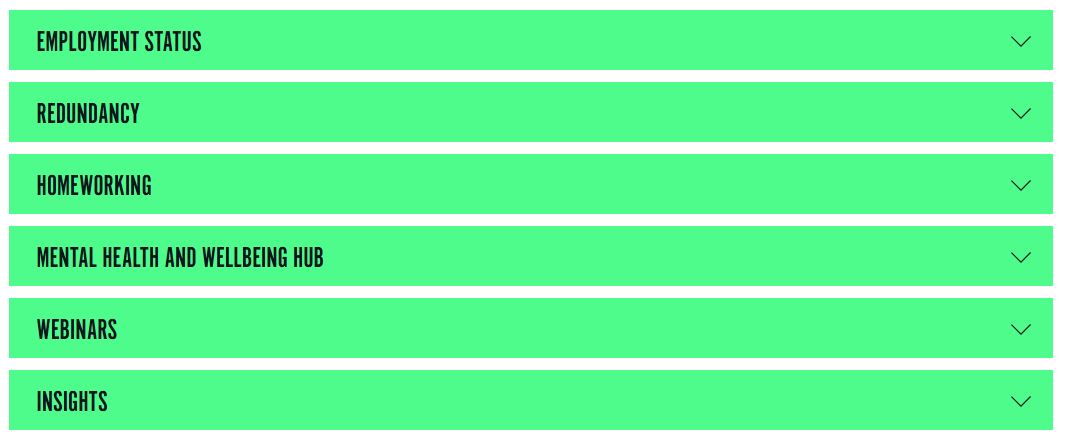 EMPLOYMENT STATUS
REDUNDANCY
HOMEWORKING
MENTAL HEALTH AND WELLBEING HUB
WEBINARS
INSIGHTS